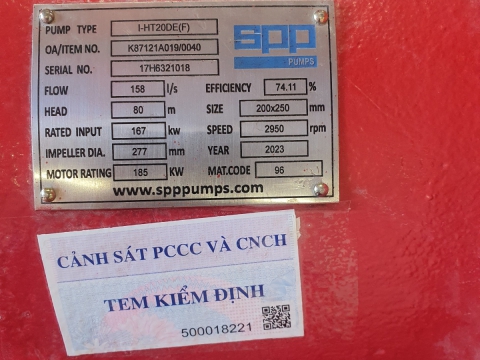 PUMP TYPE I-HT20DE(F)
OA/ITEM NO. K87121A019/0040
SERIAL NO. 17H6321018
spp
PUMPS
FLOW 158 l/s EFFICIENCY 74.11 %
HEAD 80 m SIZE 200x250 mm
RATED INPUT 167 kw SPEED 2950 rpm
IMPELLER DIA. 277 mm YEAR 2023
MOTOR RATING 185 KW MAT.CODE 96
www.spppumps.com
CẢNH SÁT PCCC VÀ CNCH
TEM KIỂM ĐỊNH
500018221